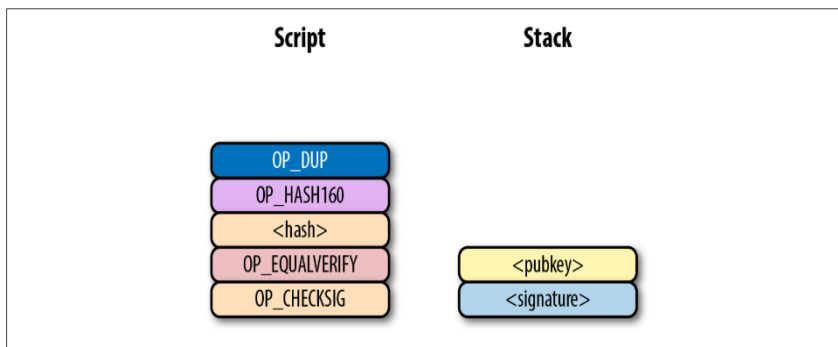 Script
Stack
OP_DUP
OP_HASH160
<hash>
OP_EQUALVERIFY
<pubkey>
OP_CHECKSIG
<signature>